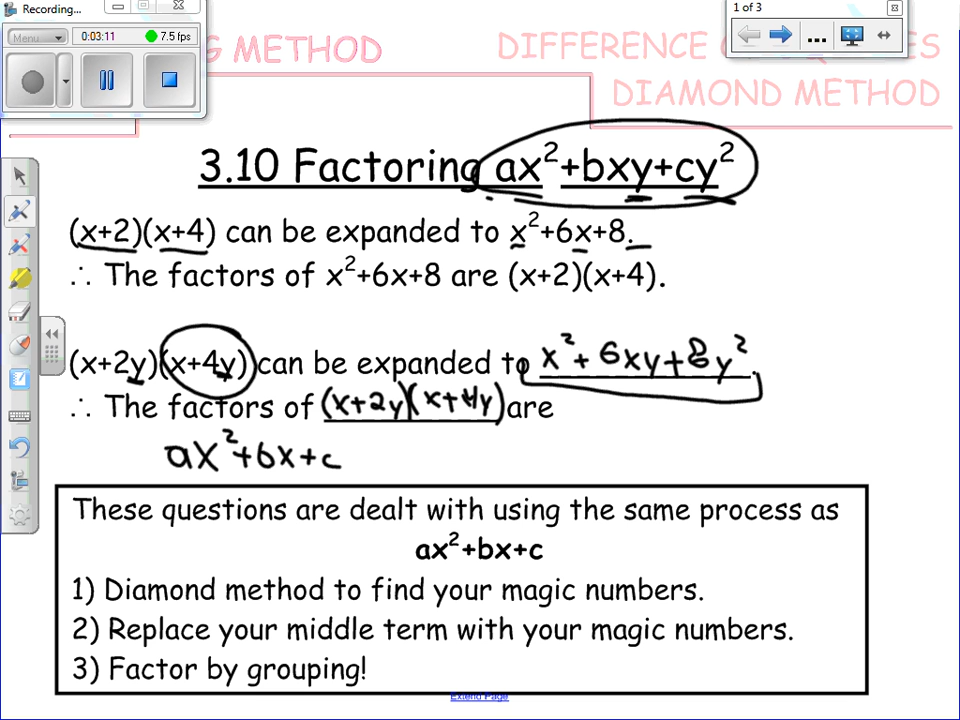 Recording...
1 of 3
Menu
0:03:11
7.5 fps
G METHOD
DIFFERENCE
DIAMOND METHOD
...
3.10 Factoring ax²+bxy+cy²
(x+2)(x+4) can be expanded to x²+6x+8.
∴ The factors of x²+6x+8 are (x+2)(x+4).
(x+2y)(x+4y) can be expanded to x²+6xy+8y².
∴ The factors of (x+2y)(x+4y) are
ax²+bx+c
These questions are dealt with using the same process as
ax²+bx+c
1) Diamond method to find your magic numbers.
2) Replace your middle term with your magic numbers.
3) Factor by grouping!
Extend Page